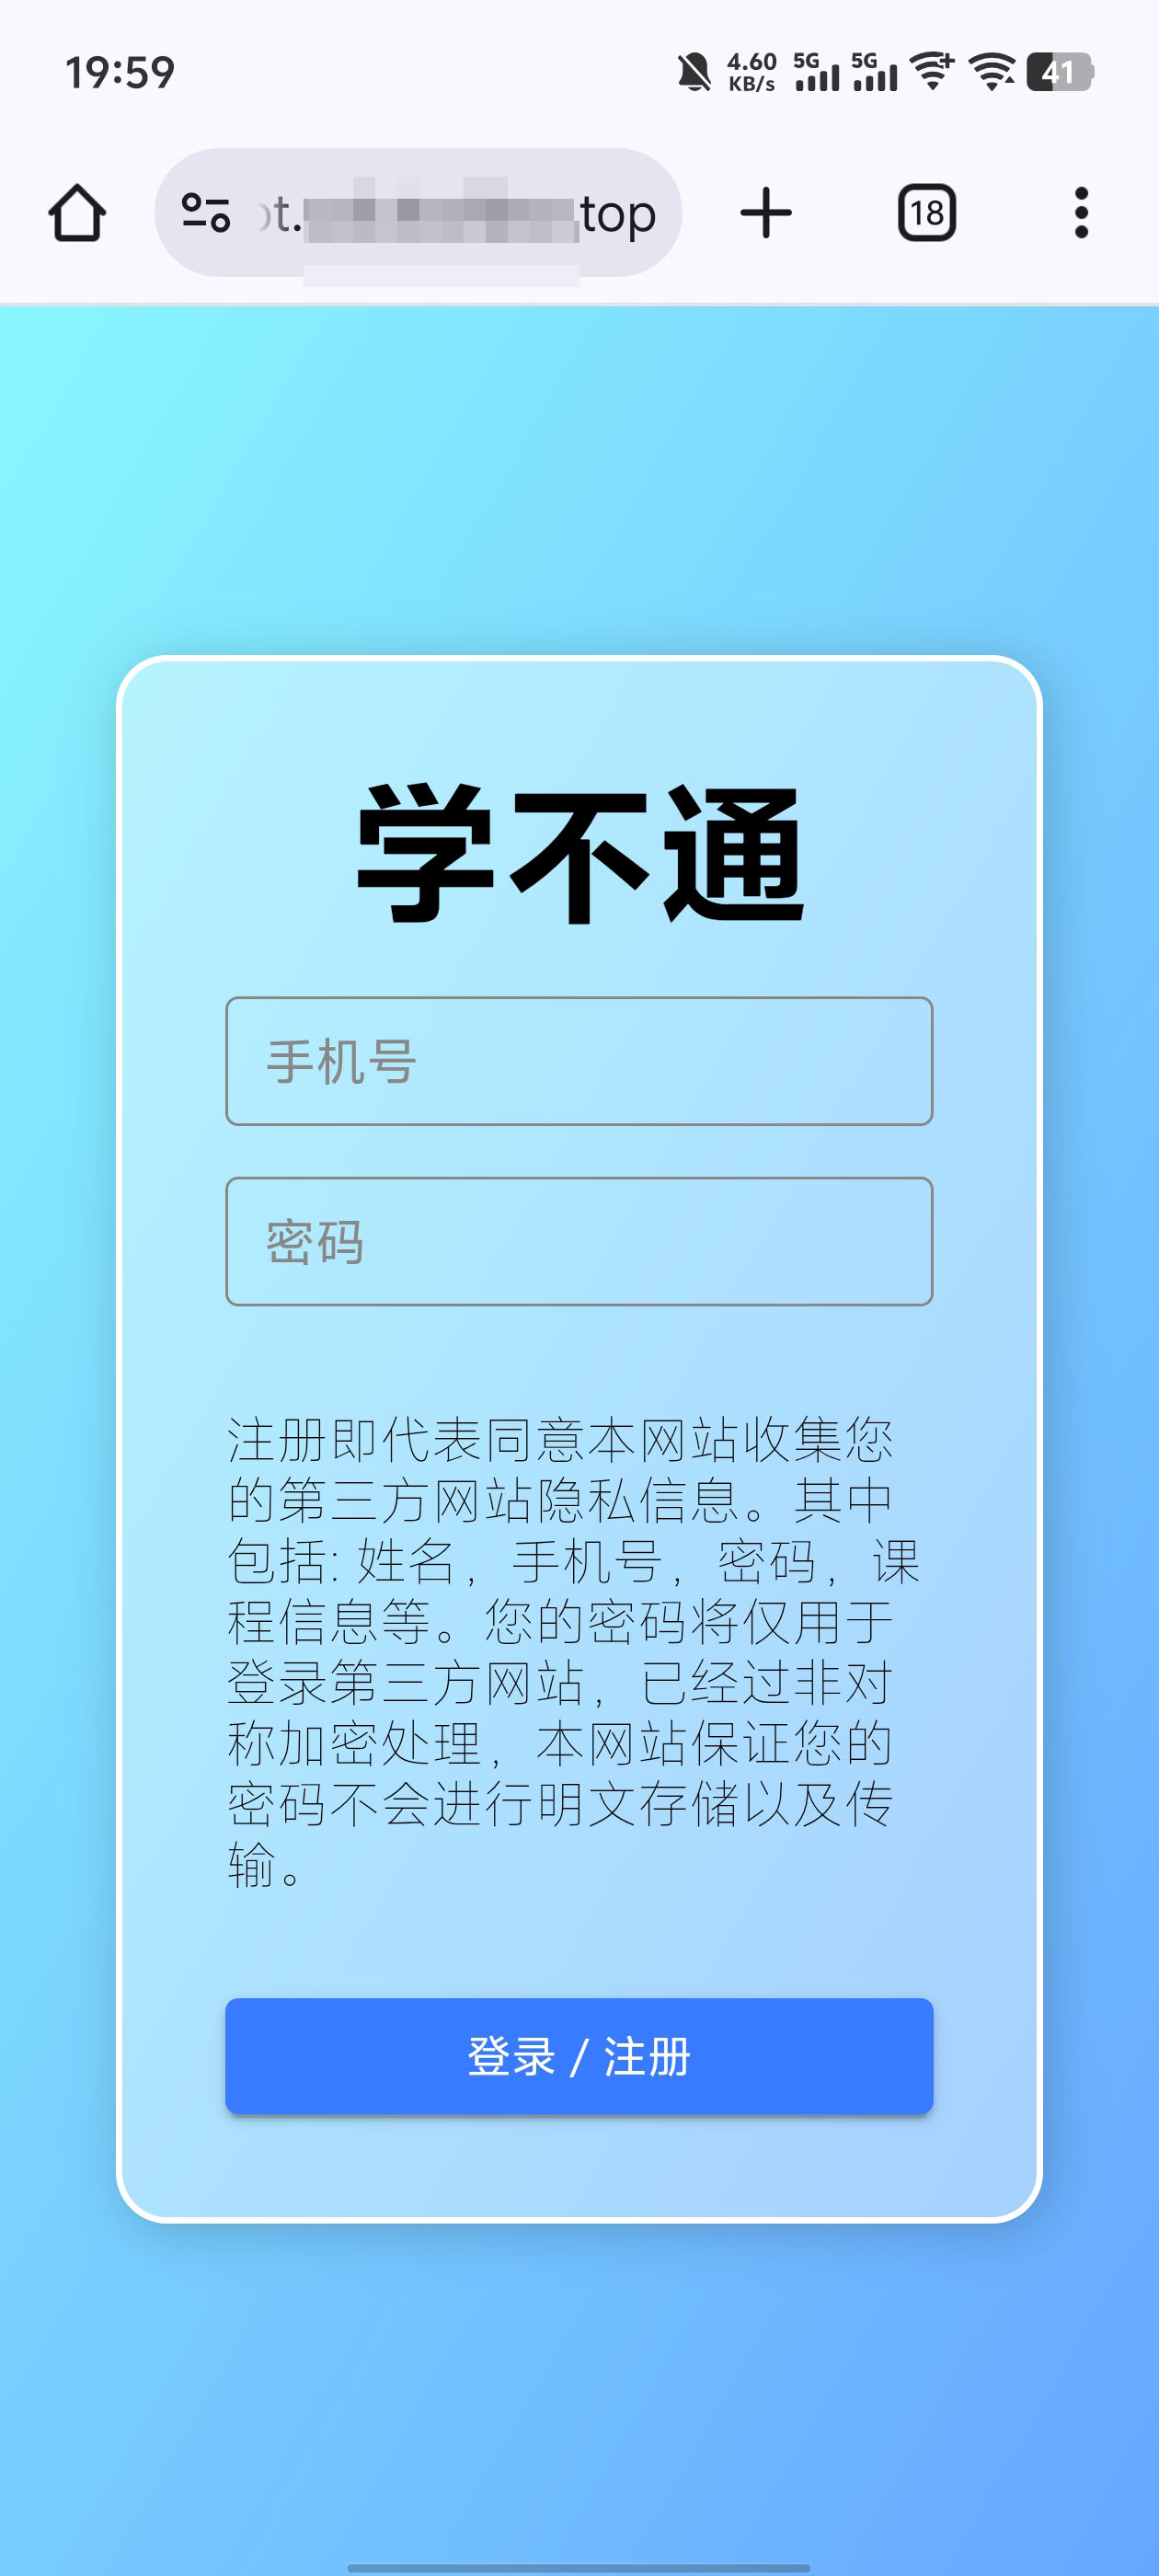 19:59
4.60
KB/s
5G
5G
41
t.
top
18
学不通
手机号
密码
注册即代表同意本网站收集您
的第三方网站隐私信息。其中
包括: 姓名，手机号，密码，课
程信息等。您的密码将仅用于
登录第三方网站，已经过非对
称加密处理，本网站保证您的
密码不会进行明文存储以及传
输。
登录 / 注册